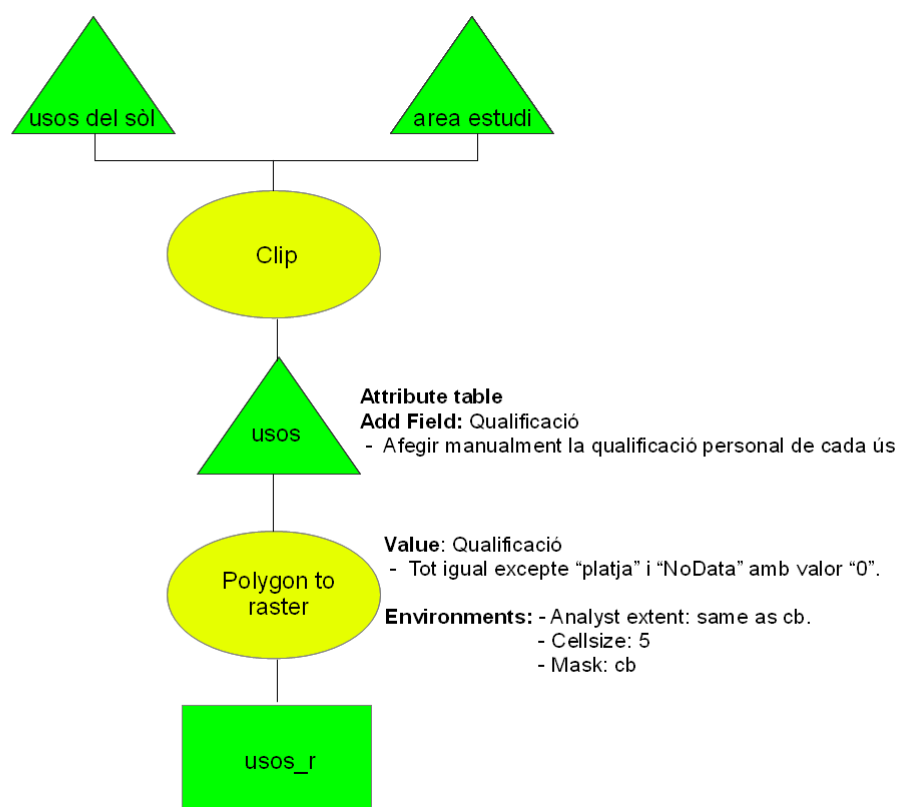 usos del sòl
area estudi
Clip
usos
Attribute table
Add Field: Qualificació
- Afegir manualment la qualificació personal de cada ús
Polygon to
raster
Value: Qualificació
- Tot igual excepte “platja” i “NoData” amb valor “0”.
Environments: - Analyst extent: same as cb.
- Cellsize: 5
- Mask: cb
usos_r